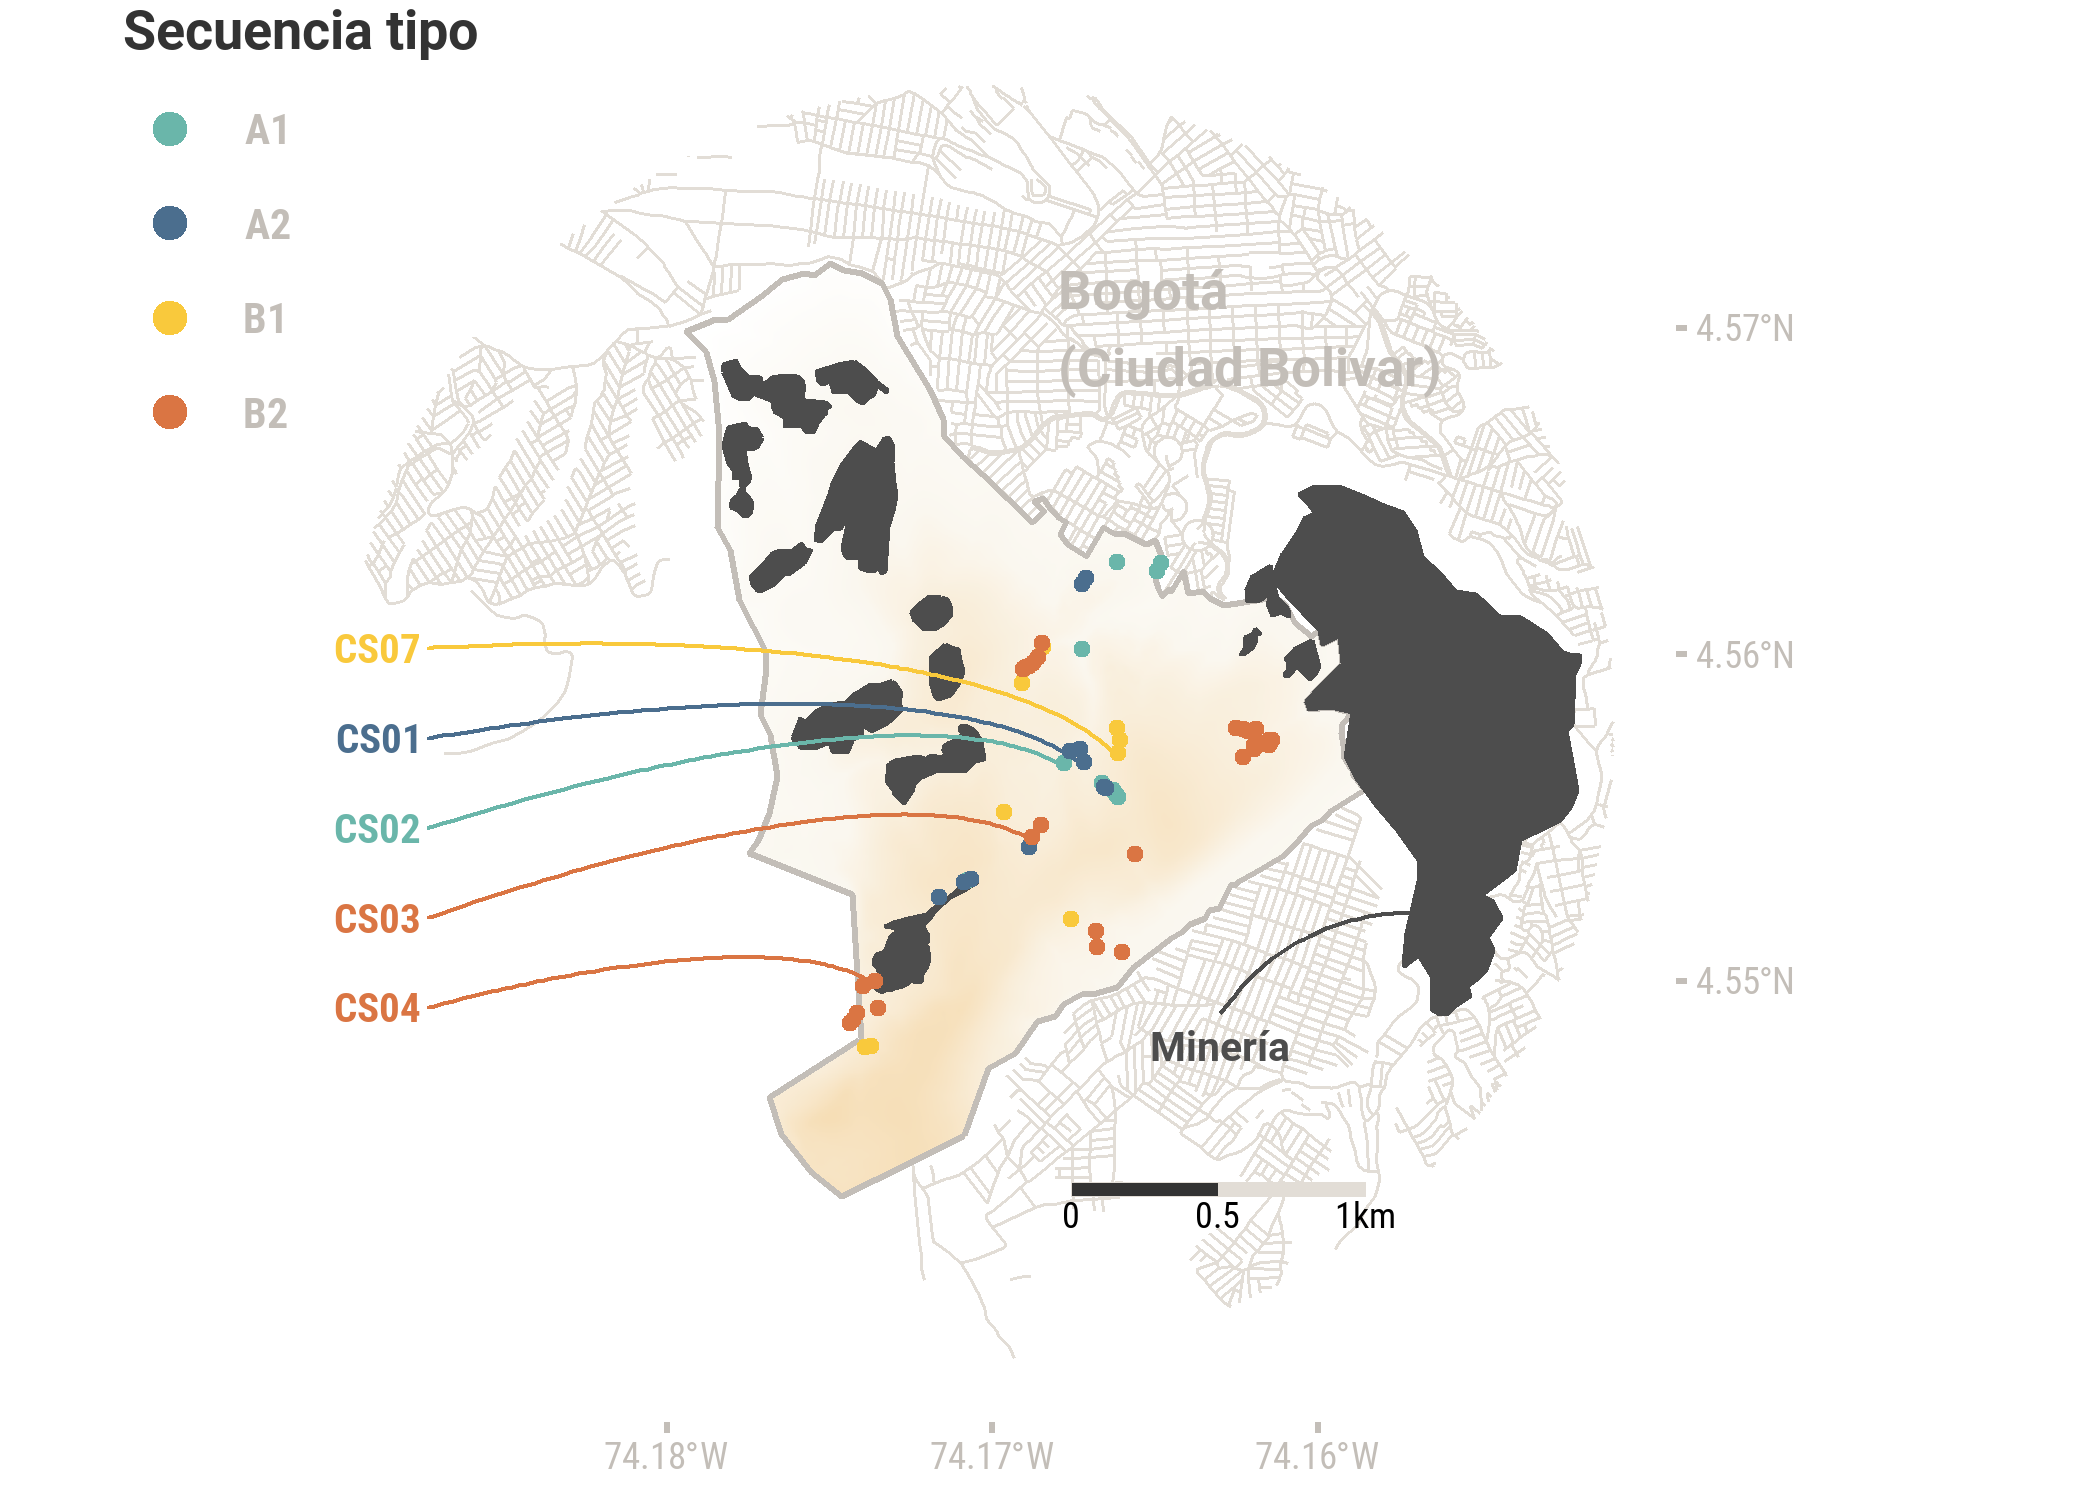 Secuencia tipo
A1
A2
B1
B2
Bogotá
(Ciudad Bolivar)
4.57°N
4.56°N
4.55°N
CS07
CS01
CS02
CS03
CS04
Minería
0 0.5 1km
74.18°W 74.17°W 74.16°W